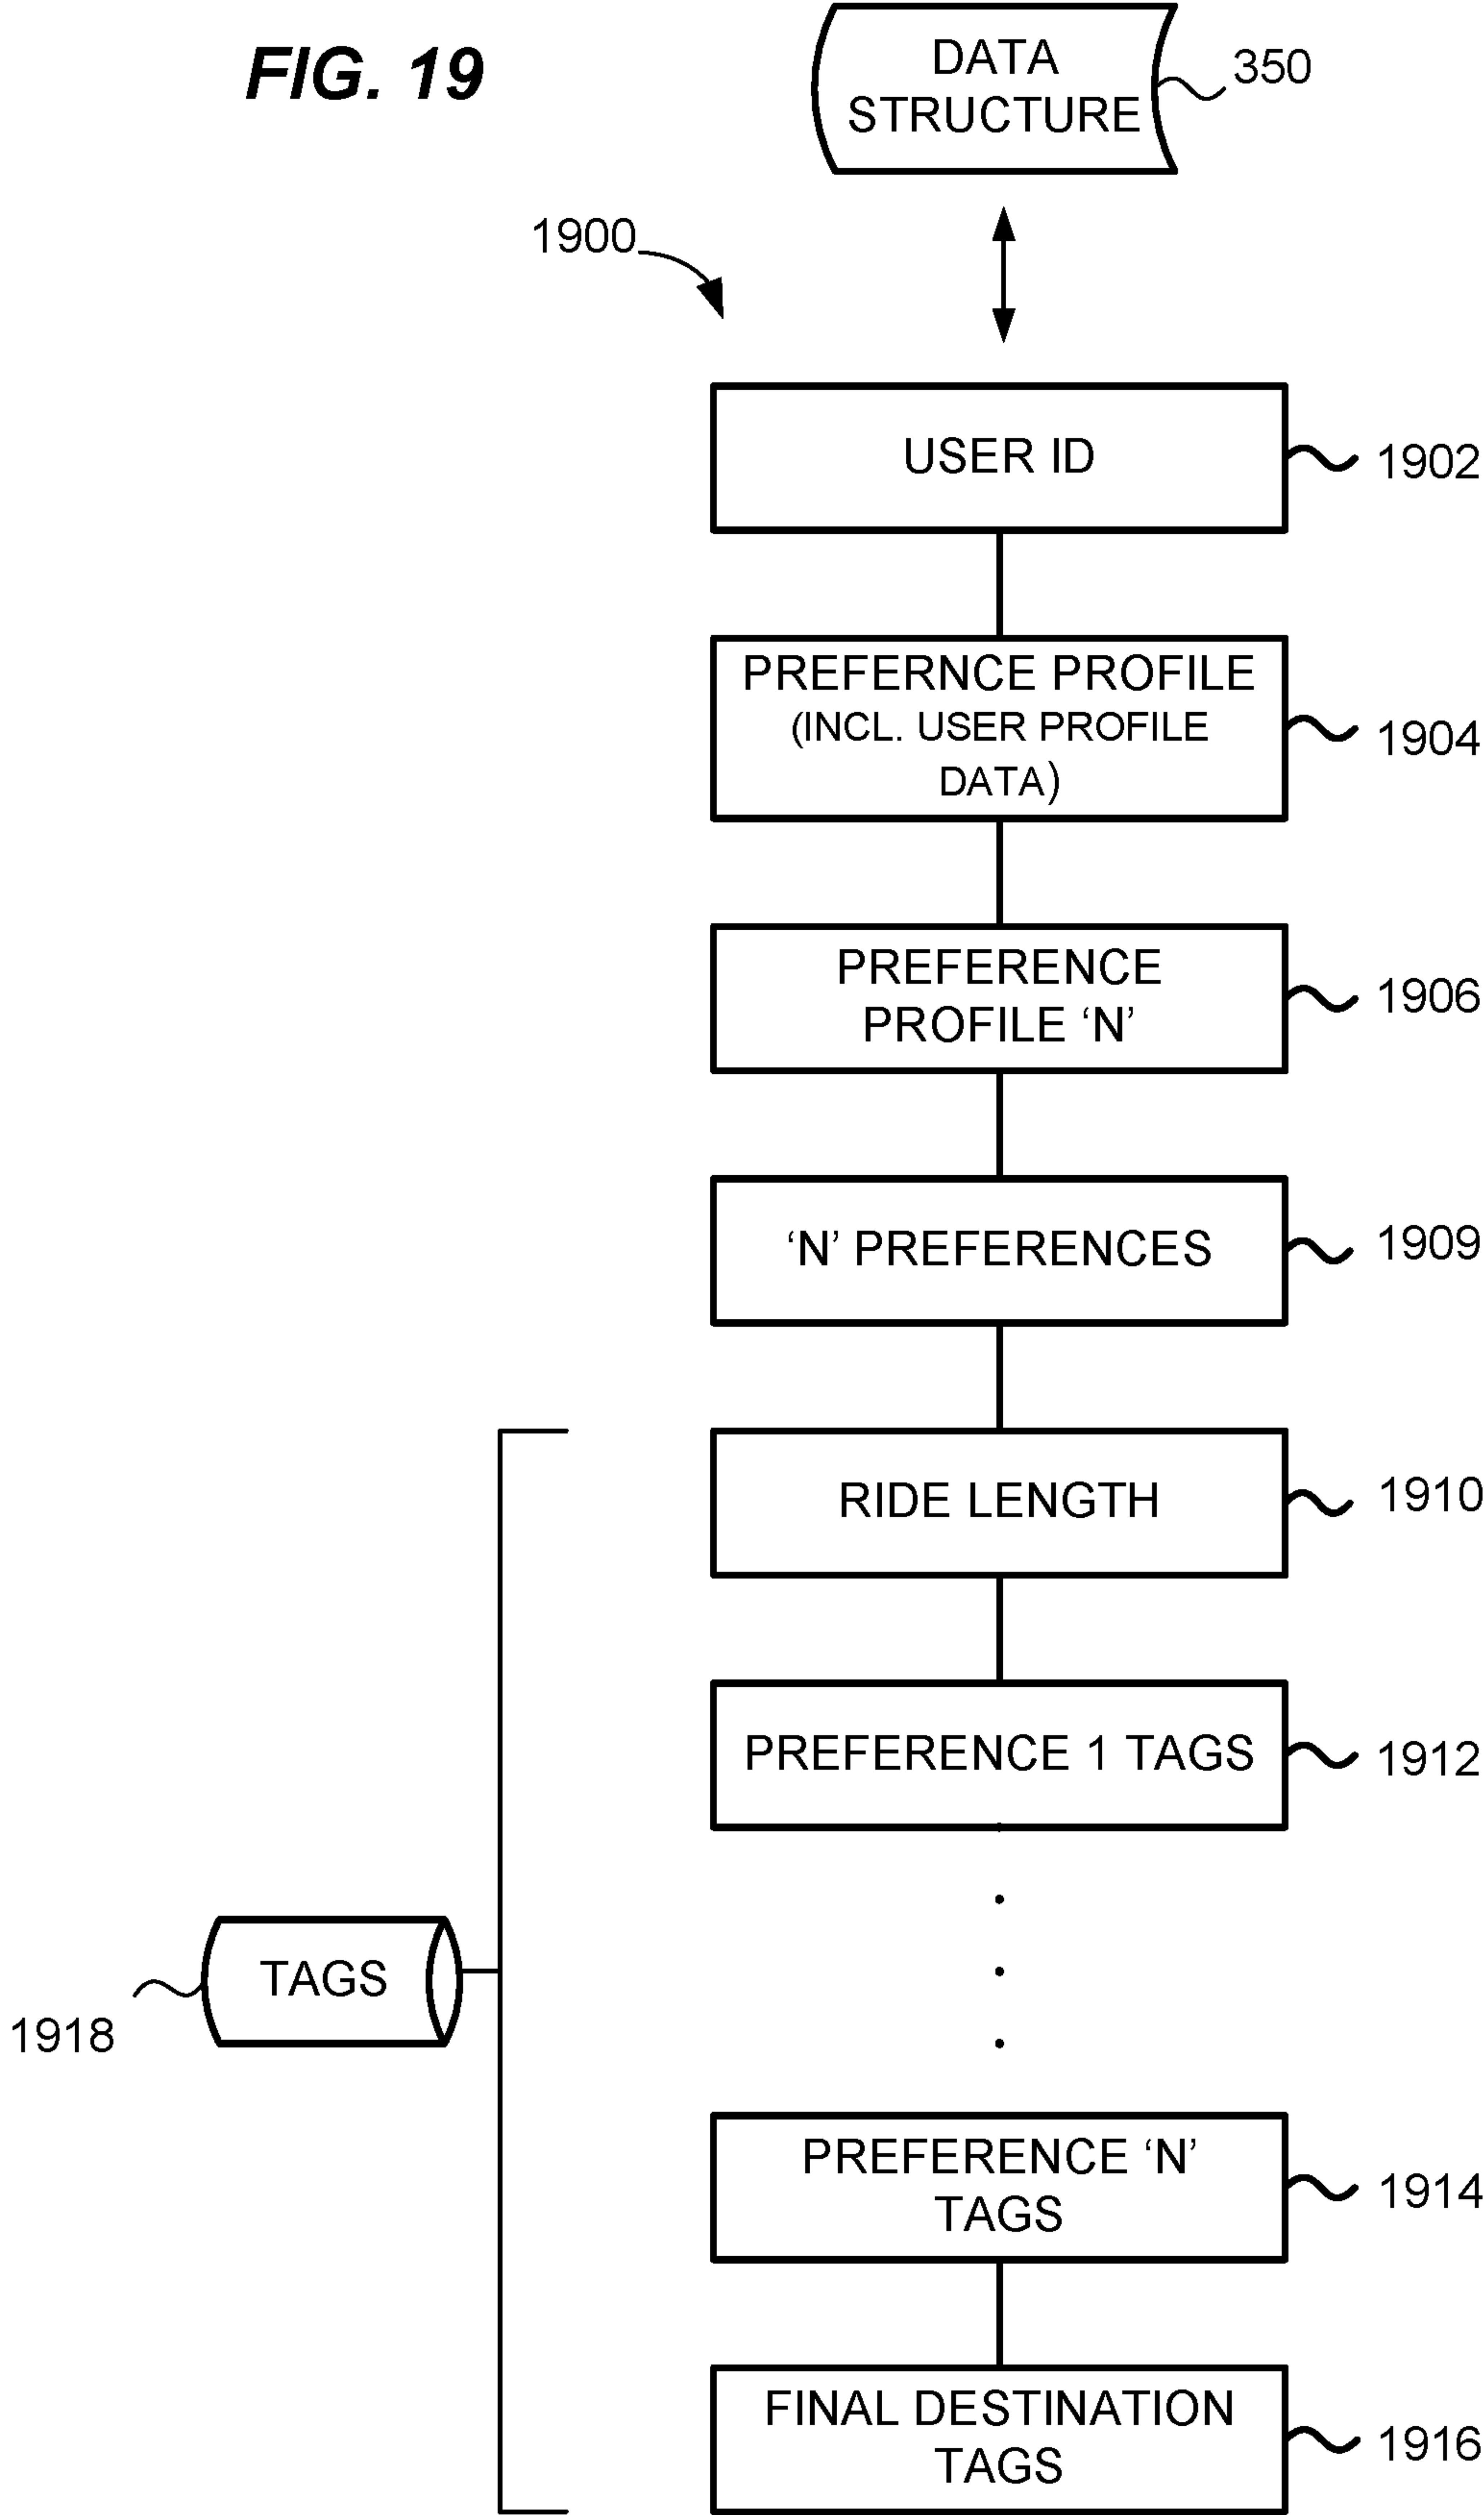 FIG. 19
DATA
STRUCTURE
350
1900
USER ID
1902
PREFERNCE PROFILE
(INCL. USER PROFILE
DATA)
1904
PREFERENCE
PROFILE ‘N’
1906
‘N’ PREFERENCES
1909
RIDE LENGTH
1910
PREFERENCE 1 TAGS
1912
TAGS
1918
PREFERENCE ‘N’
TAGS
1914
FINAL DESTINATION
TAGS
1916